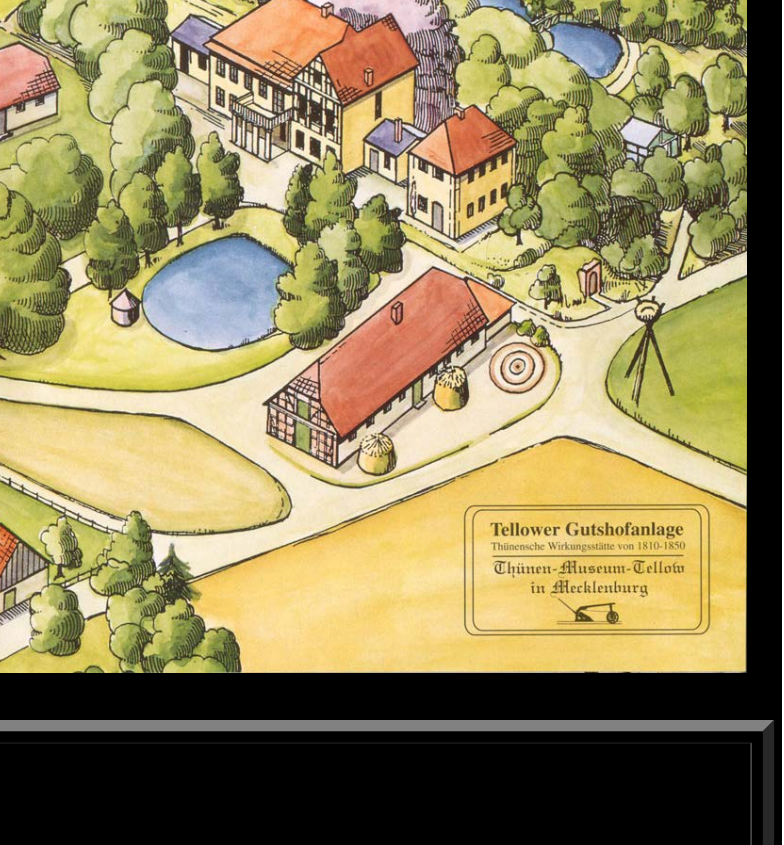 Tellower Gutshofanlage
Thünensche Wirkungsstätte von 1810-1850
Thünen-Museum-Tellow
in Mecklenburg